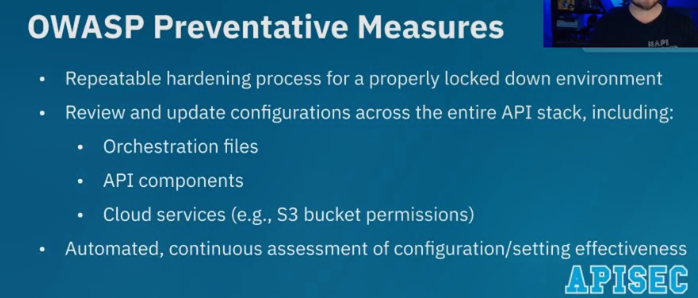 OWASP Preventative Measures
HAPI
• Repeatable hardening process for a properly locked down environment
• Review and update configurations across the entire API stack, including:
• Orchestration files
• API components
• Cloud services (e.g., S3 bucket permissions)
• Automated, continuous assessment of configuration/setting effectiveness
APISEC